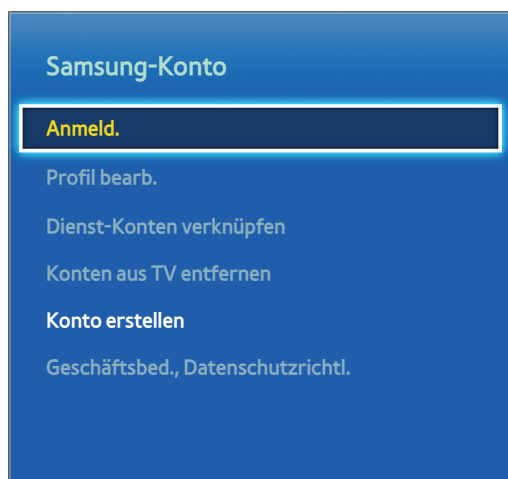 Samsung-Konto
Anmeld.
Profil bearb.
Dienst-Konten verknüpfen
Konten aus TV entfernen
Konto erstellen
Geschäftsbed., Datenschutzrichtl.